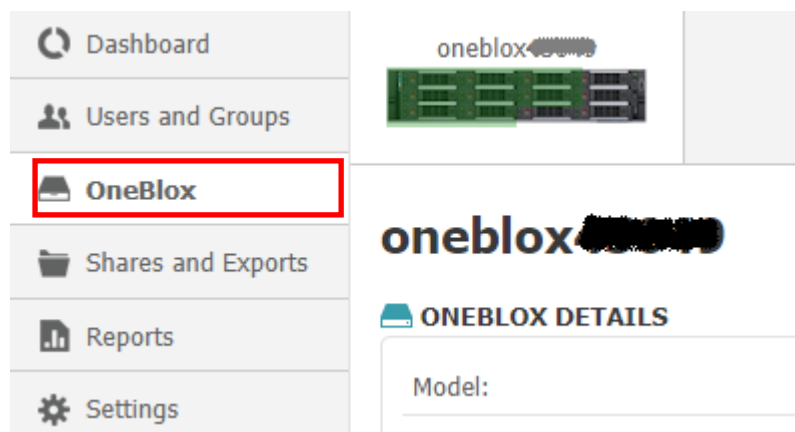 Dashboard
Users and Groups
OneBlox
Shares and Exports
Reports
Settings
oneblox
oneblox
ONEBLOX DETAILS
Model: